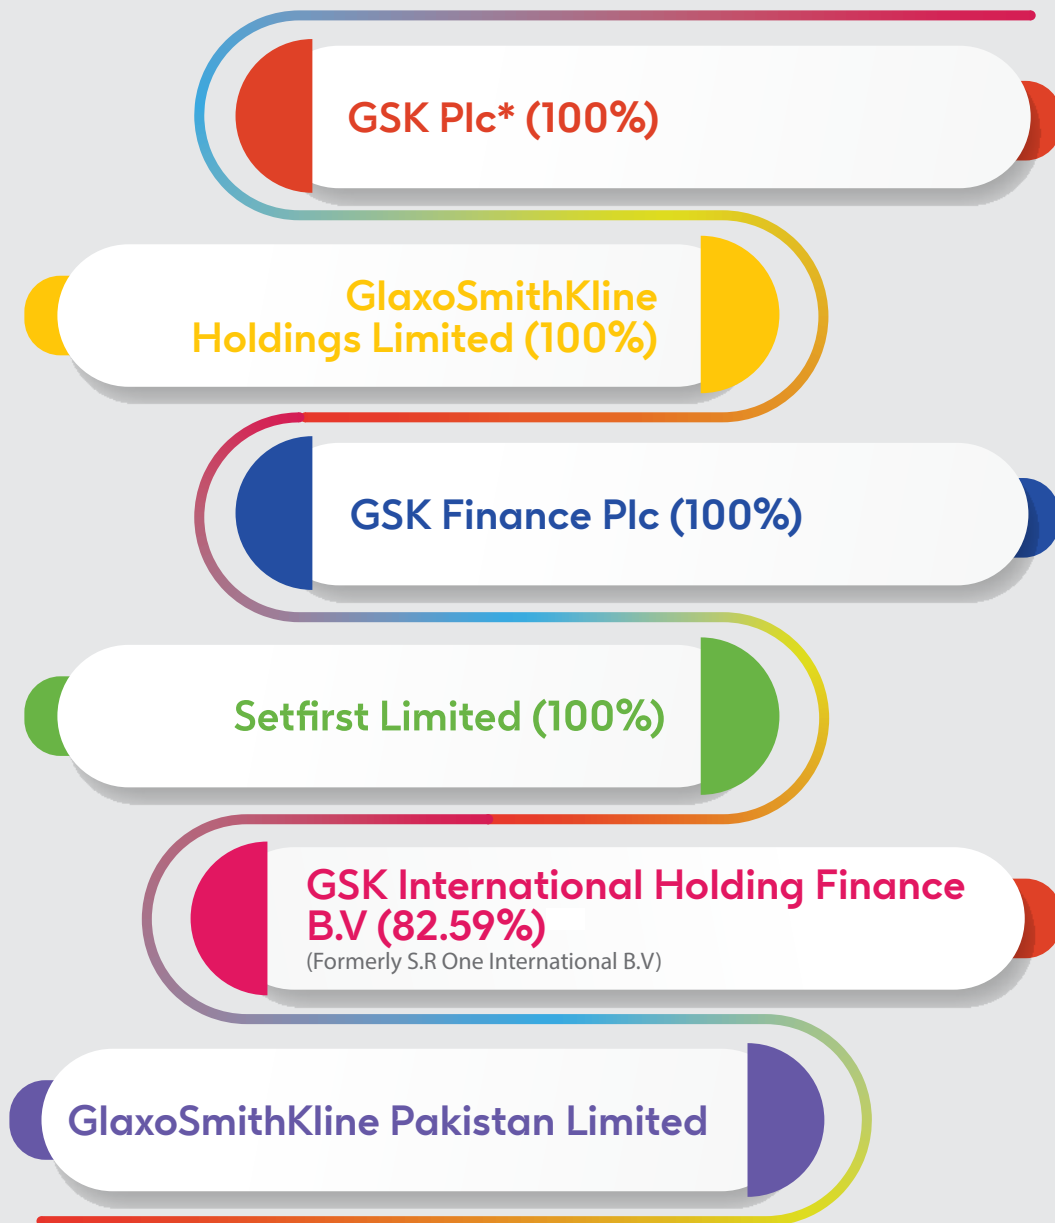 GSK Plc* (100%)
GlaxoSmithKline
Holdings Limited (100%)
GSK Finance Plc (100%)
Setfirst Limited (100%)
GSK International Holding Finance
B.V (82.59%)
(Formerly S.R One International B.V)
GlaxoSmithKline Pakistan Limited